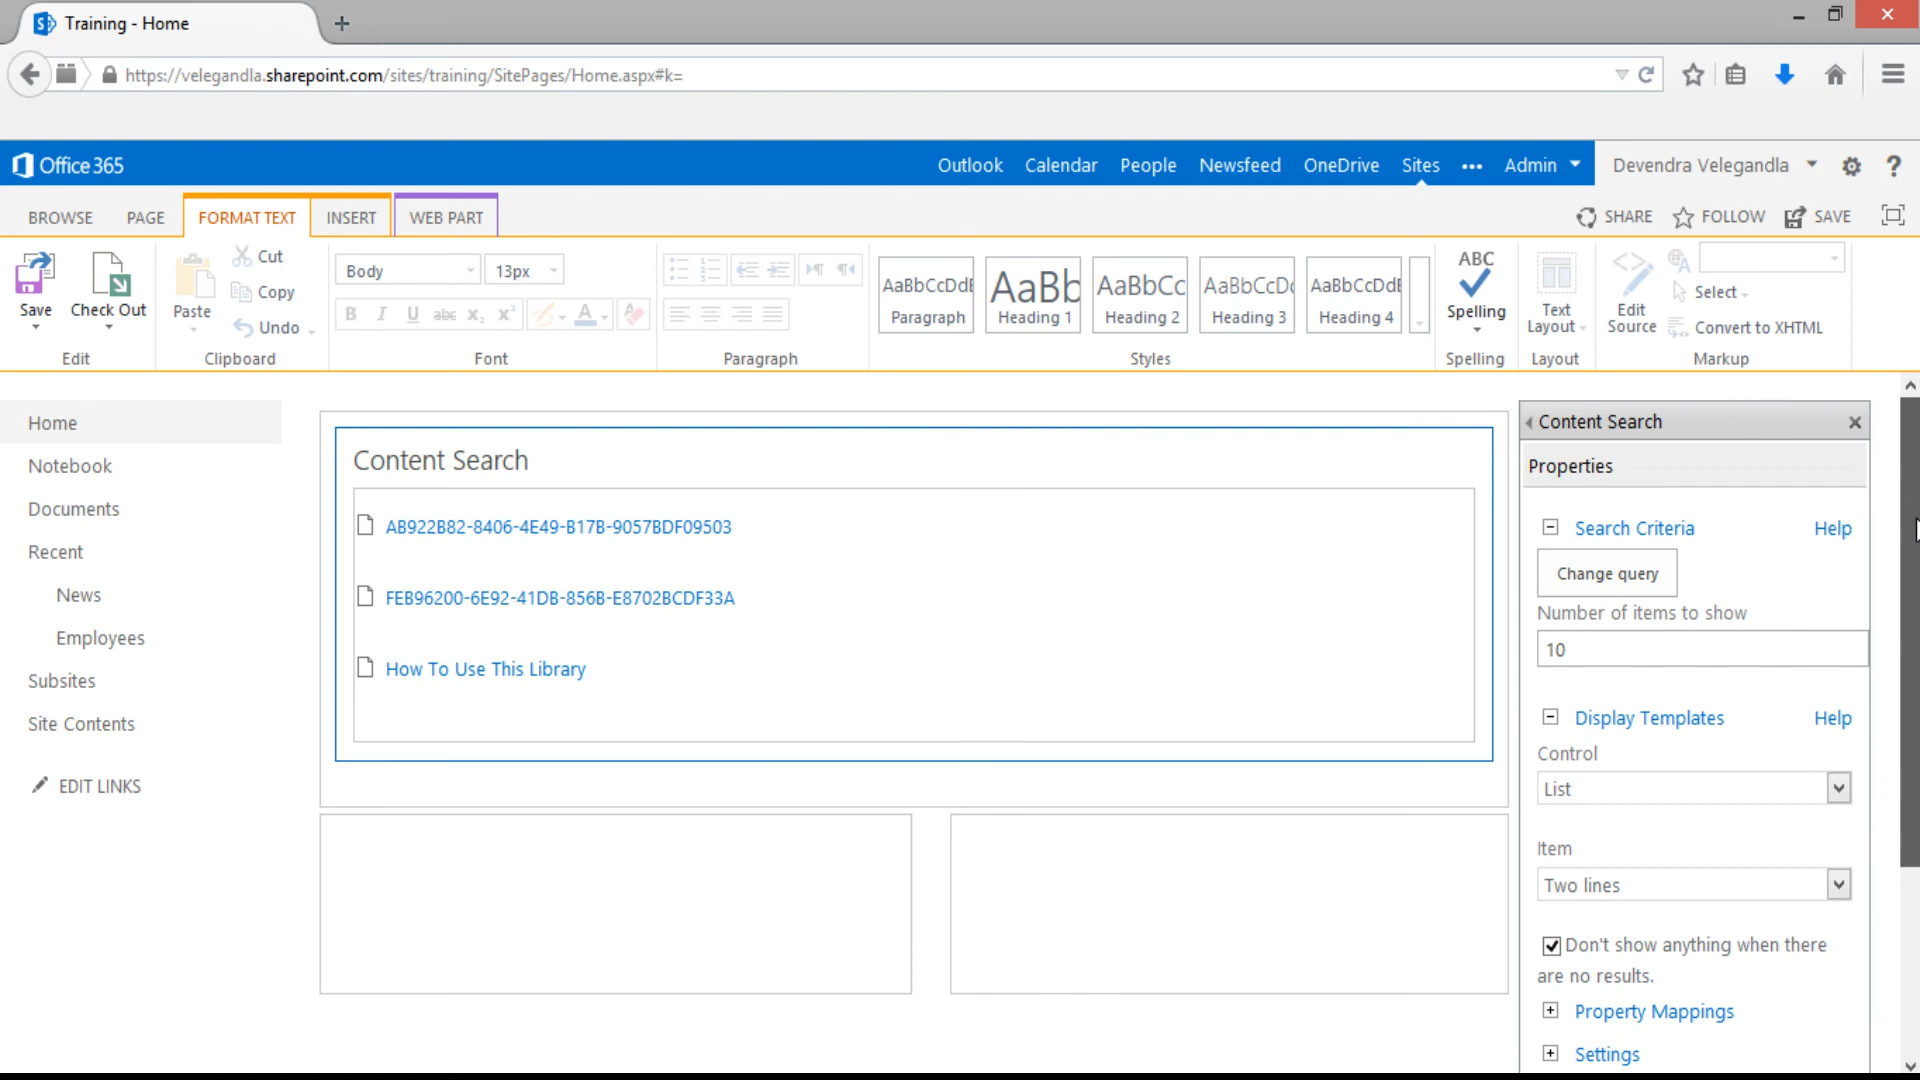 Training - Home
https://velegandla.sharepoint.com/sites/training/SitePages/Home.aspx#k=
Office 365
Outlook Calendar People Newsfeed OneDrive Sites ••• Admin Devendra Velegandla ?
BROWSE PAGE FORMAT TEXT INSERT WEB PART SHARE FOLLOW SAVE
Save Check Out Paste Cut Copy Undo
Body 13px
B I U abc x₂ x²
AaBbCcDdE AaBb AaBbCc AaBbCcDc AaBbCcDdE
Paragraph Heading 1 Heading 2 Heading 3 Heading 4
ABC
Spelling
Text
Layout
Edit
Source
Select
Convert to XHTML
Edit Clipboard Font Paragraph Styles Spelling Layout Markup
Home
Notebook
Documents
Recent
News
Employees
Subsites
Site Contents
EDIT LINKS
Content Search
AB922B82-8406-4E49-B17B-9057BDF09503
FEB96200-6E92-41DB-856B-E8702BCDF33A
How To Use This Library
Content Search
Properties
Search Criteria Help
Change query
Number of items to show
10
Display Templates Help
Control
List
Item
Two lines
Don't show anything when there
are no results.
Property Mappings
Settings